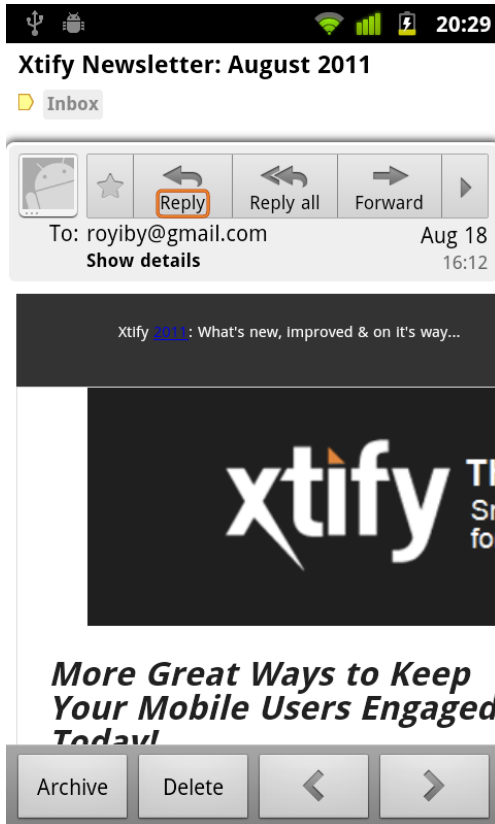 20:29
Xtify Newsletter: August 2011
Inbox
Reply Reply all Forward
To: royiby@gmail.com Aug 18
Show details 16:12
Xtify 2011: What's new, improved & on it's way...
xtify
More Great Ways to Keep
Your Mobile Users Engaged
Today!
Archive Delete